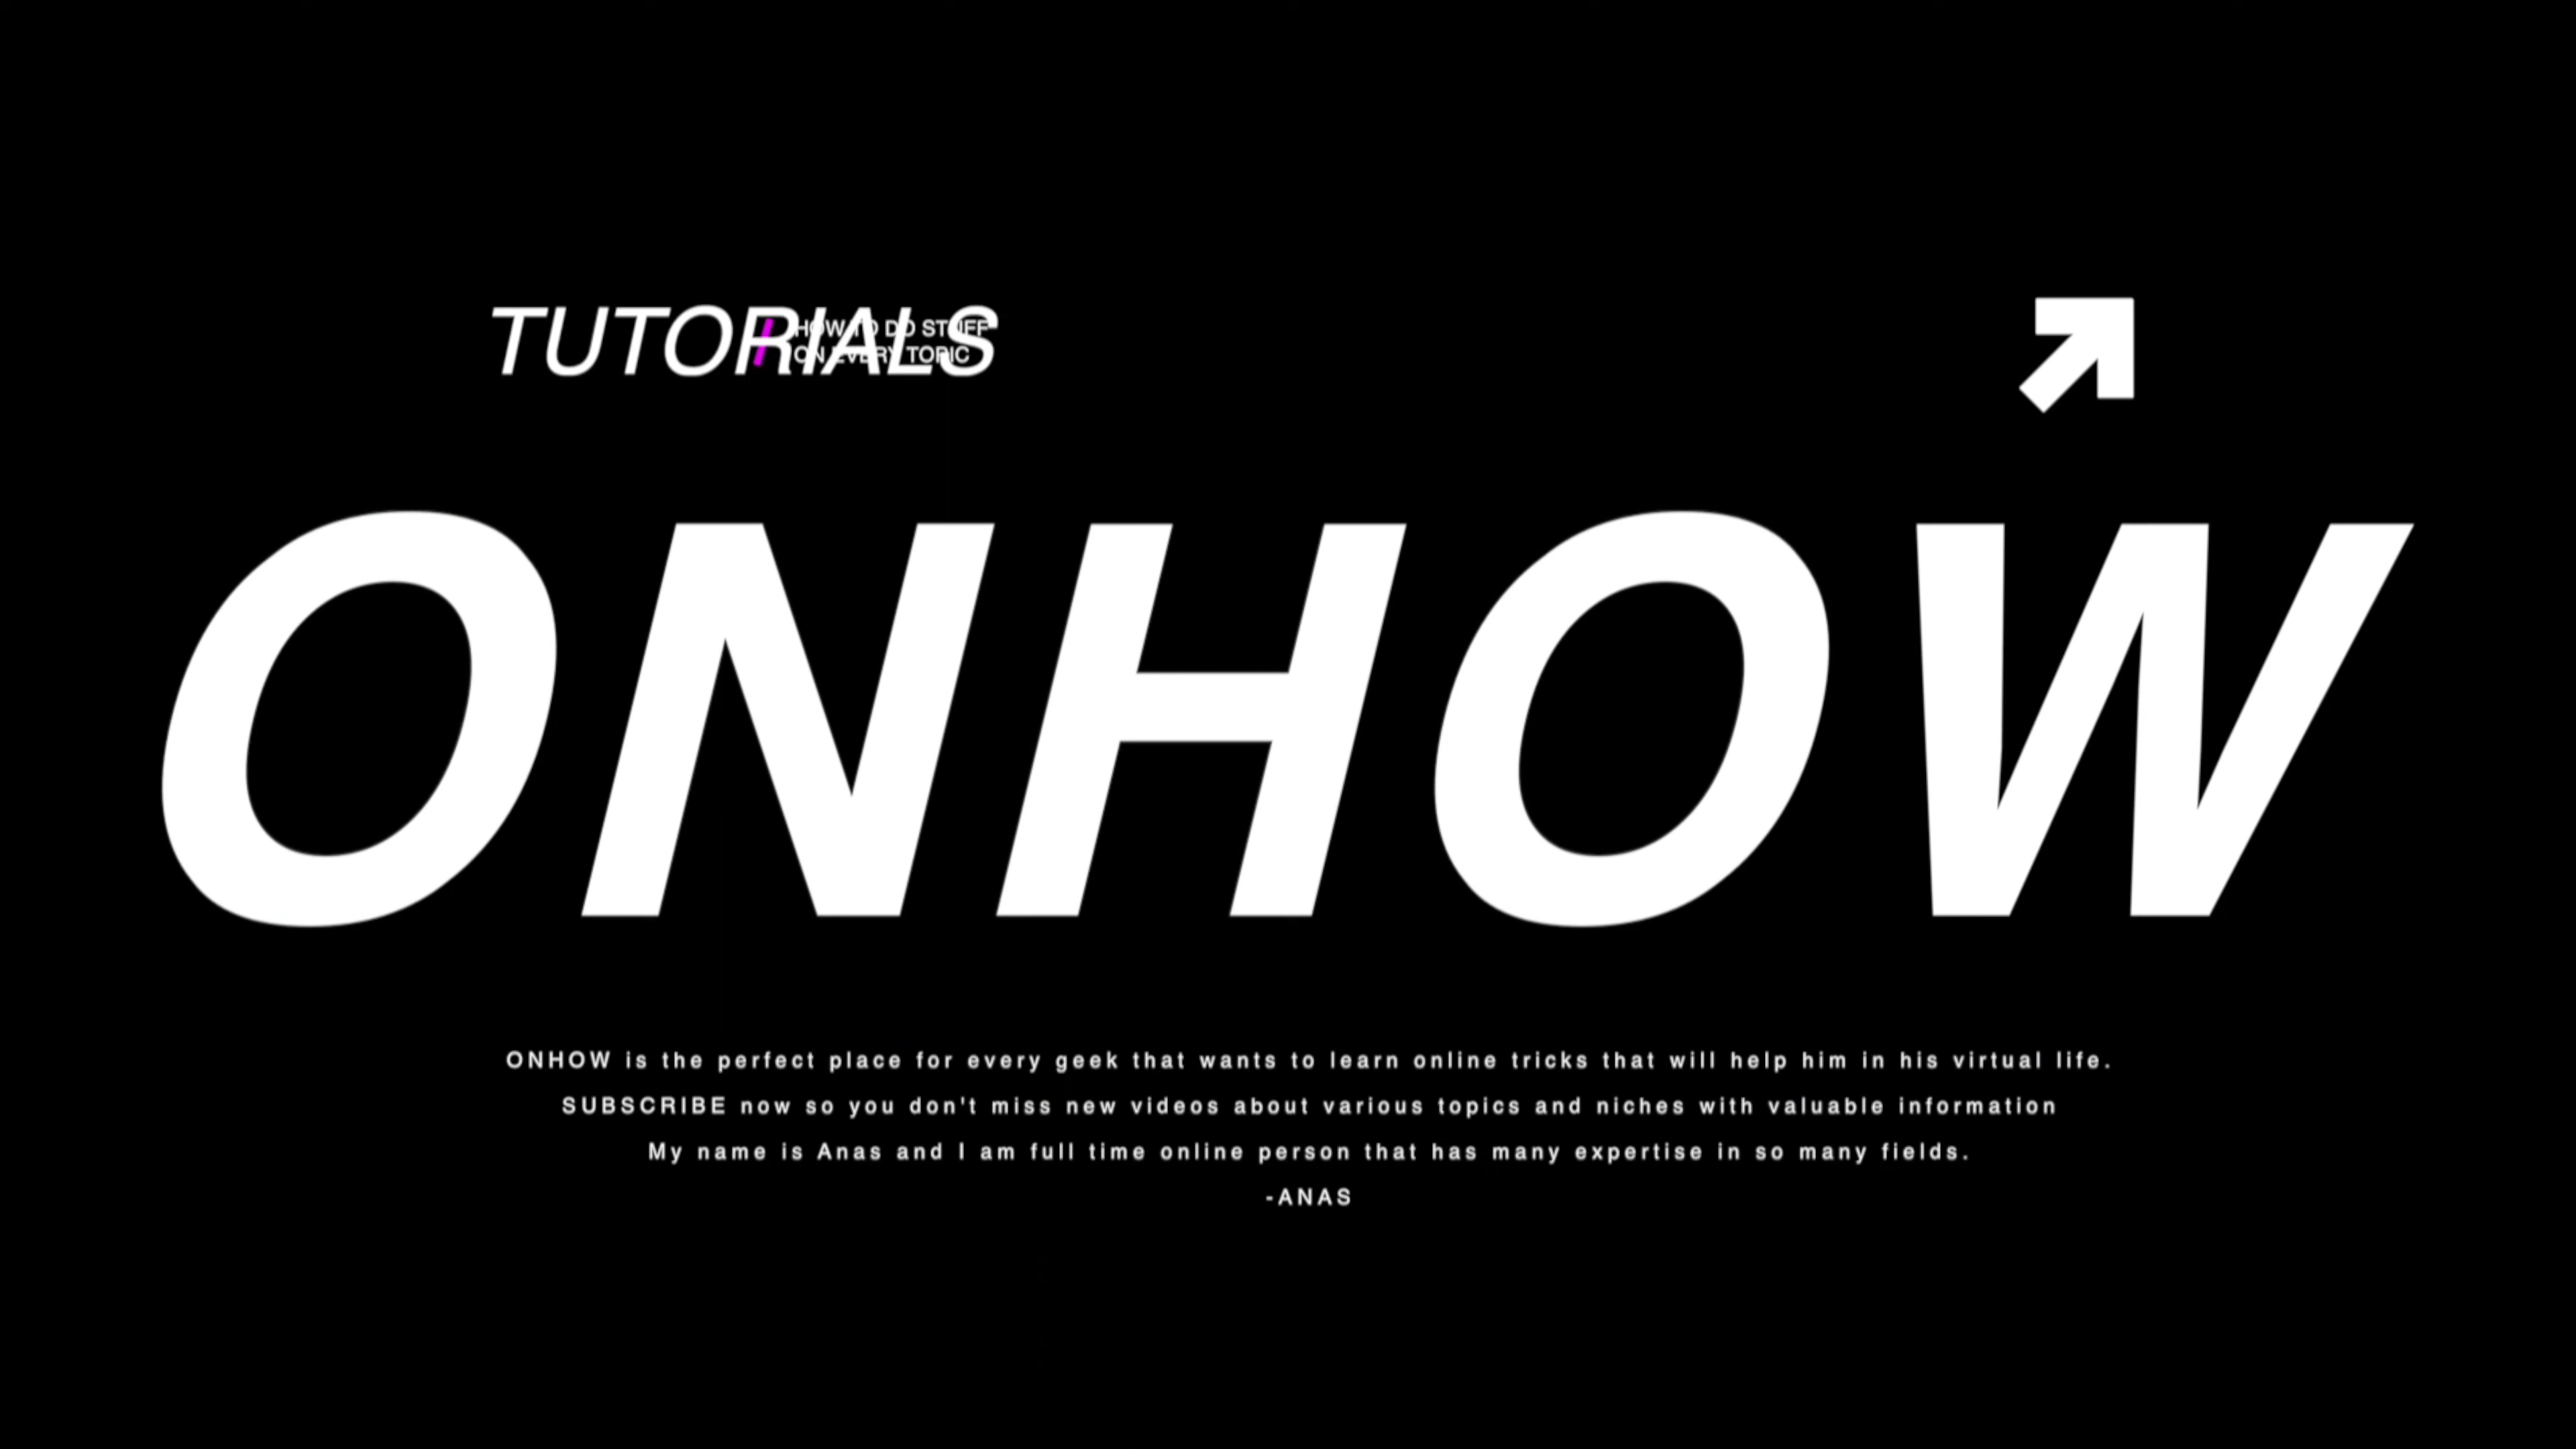 TUTORIALS
HOW TO DO STUFF
ON EVERY TOPIC
ONHOW
ONHOW is the perfect place for every geek that wants to learn online tricks that will help him in his virtual life.
SUBSCRIBE now so you don't miss new videos about various topics and niches with valuable information
My name is Anas and I am full time online person that has many expertise in so many fields.
-ANAS